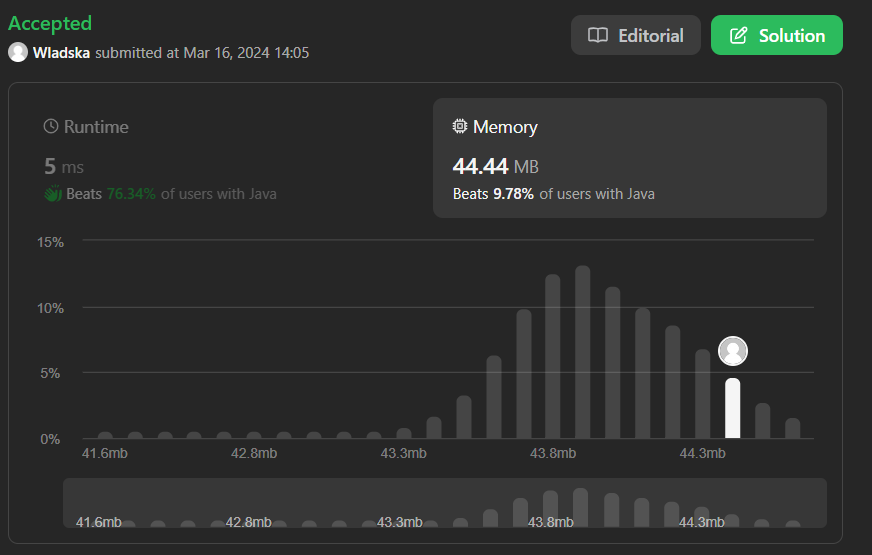 Accepted
Wladska submitted at Mar 16, 2024 14:05
Editorial
Solution
Runtime
5 ms
Beats 76.34% of users with Java
Memory
44.44 MB
Beats 9.78% of users with Java
15%
10%
5%
0%
41.6mb 42.8mb 43.3mb 43.8mb 44.3mb
41.6mb 42.8mb 43.3mb 43.8mb 44.3mb